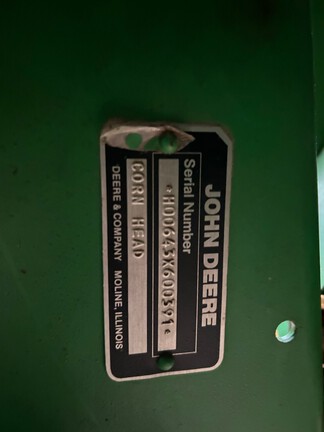 JOHN DEERE
Serial Number
*H00643X600391*
CORN HEAD
DEERE & COMPANY MOLINE, ILLINOIS